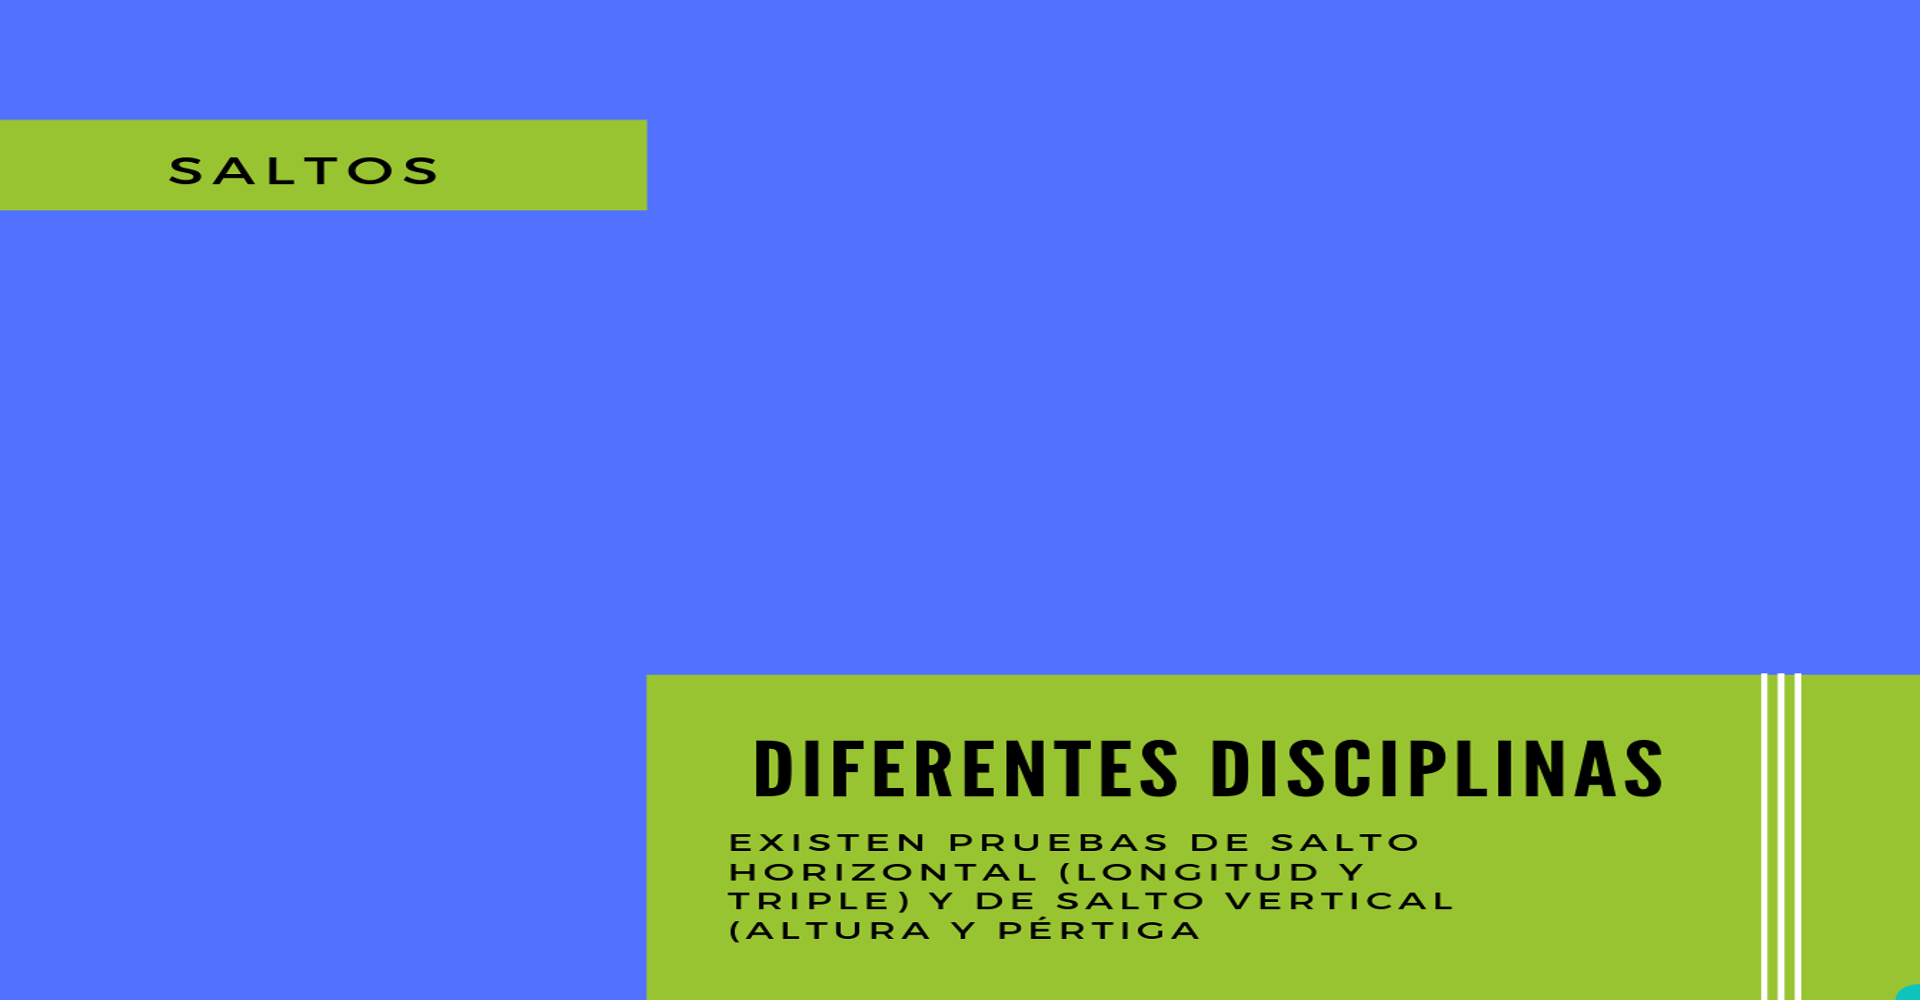 SALTOS
DIFERENTES DISCIPLINAS
EXISTEN PRUEBAS DE SALTO
HORIZONTAL (LONGITUD Y
TRIPLE) Y DE SALTO VERTICAL
(ALTURA Y PÉRTIGA